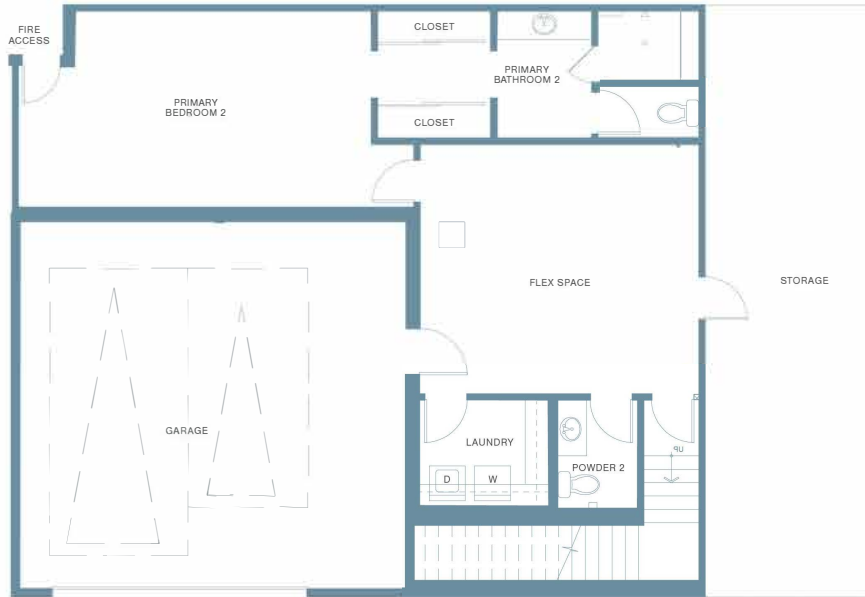 FIRE
ACCESS
CLOSET
PRIMARY
BATHROOM 2
PRIMARY
BEDROOM 2
CLOSET
FLEX SPACE
STORAGE
GARAGE
LAUNDRY
UP
POWDER 2
D
W